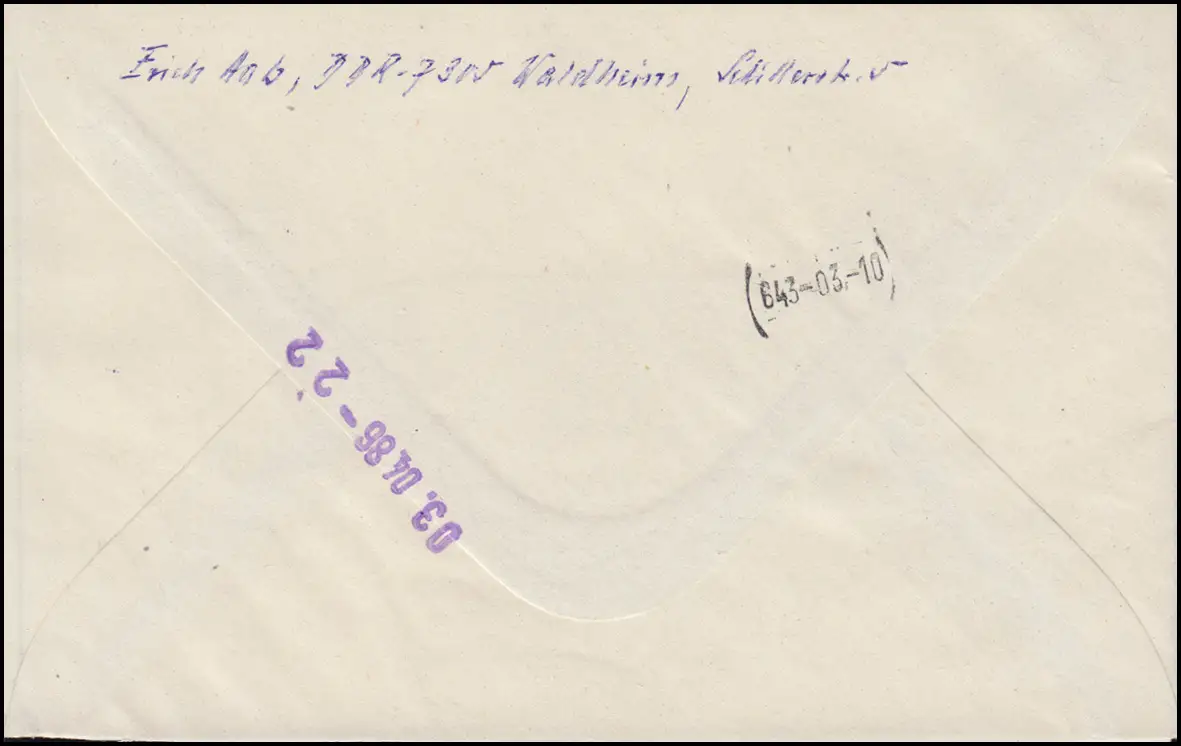 Erich Aab, DDR-7305 Waldheim, Schillerstr. 5
(643-03.-10)
03.04.86-22